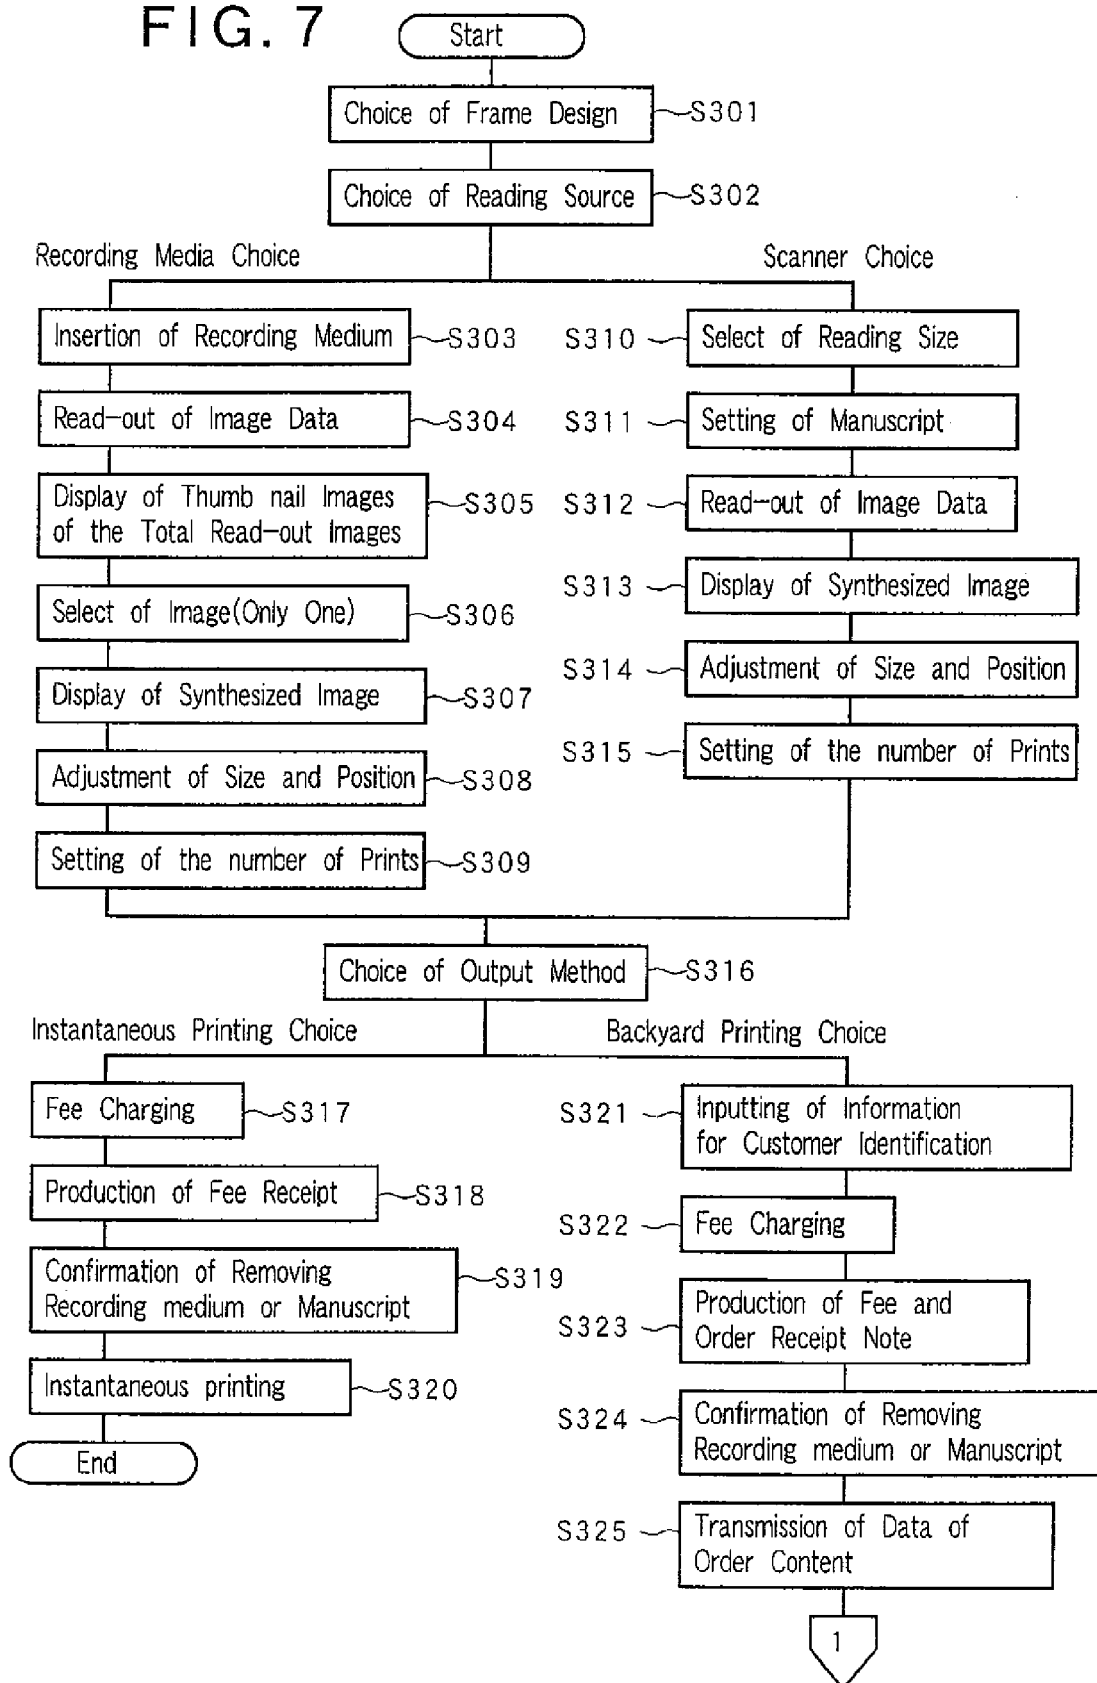 FIG. 7
Start
Choice of Frame Design
S301
Choice of Reading Source
S302
Recording Media Choice
Scanner Choice
Insertion of Recording Medium
S303
Read-out of Image Data
S304
Display of Thumb nail Images
of the Total Read-out Images
S305
Select of Image(Only One)
S306
Display of Synthesized Image
S307
Adjustment of Size and Position
S308
Setting of the number of Prints
S309
S310
Select of Reading Size
S311
Setting of Manuscript
S312
Read-out of Image Data
S313
Display of Synthesized Image
S314
Adjustment of Size and Position
S315
Setting of the number of Prints
Choice of Output Method
S316
Instantaneous Printing Choice
Backyard Printing Choice
Fee Charging
S317
Production of Fee Receipt
S318
Confirmation of Removing
Recording medium or Manuscript
S319
Instantaneous printing
S320
End
S321
Inputting of Information
for Customer Identification
S322
Fee Charging
S323
Production of Fee and
Order Receipt Note
S324
Confirmation of Removing
Recording medium or Manuscript
S325
Transmission of Data of
Order Content
1